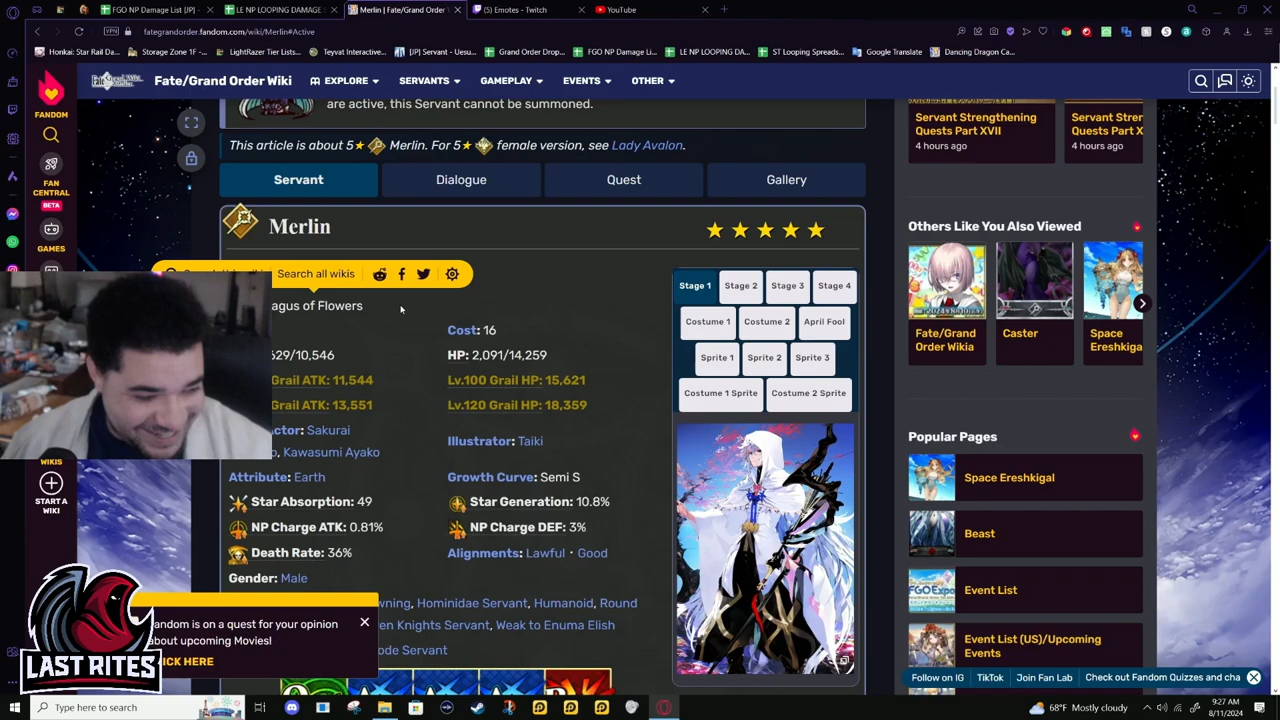 FGO NP Damage List [JP] -
LE NP LOOPING DAMAGE
Merlin | Fate/Grand Order
(5) Emotes - Twitch
YouTube
VPN
fategrandorder.fandom.com/wiki/Merlin#Active
Honkai: Star Rail Da...
Storage Zone 1F -...
LightRazer Tier Lists...
Teyvat Interactive...
[JP] Servant - Uesu...
Grand Order Drop...
FGO NP Damage Li...
LE NP LOOPING DA...
ST Looping Spreads...
Google Translate
Dancing Dragon Ca...
FANDOM
Fate/Grand Order Wiki
EXPLORE
SERVANTS
GAMEPLAY
EVENTS
OTHER
are active, this Servant cannot be summoned.
This article is about 5★ Merlin. For 5★ female version, see Lady Avalon.
Servant
Dialogue
Quest
Gallery
Merlin
Search all wikis
agus of Flowers
Cost: 16
629/10,546
HP: 2,091/14,259
Grail ATK: 11,544
Lv.100 Grail HP: 15,621
Grail ATK: 13,551
Lv.120 Grail HP: 18,359
Actor: Sakurai
Kawasumi Ayako
Illustrator: Taiki
Attribute: Earth
Growth Curve: Semi S
Star Absorption: 49
Star Generation: 10.8%
NP Charge ATK: 0.81%
NP Charge DEF: 3%
Death Rate: 36%
Alignments: Lawful・Good
Gender: Male
wning, Hominidae Servant, Humanoid, Round
en Knights Servant, Weak to Enuma Elish
ode Servant
Stage 1
Stage 2
Stage 3
Stage 4
Costume 1
Costume 2
April Fool
Sprite 1
Sprite 2
Sprite 3
Costume 1 Sprite
Costume 2 Sprite
Servant Strengthening
Quests Part XVII
4 hours ago
Servant Stren
Quests Part X
4 hours ago
Others Like You Also Viewed
Fate/Grand
Order Wikia
Caster
Space
Ereshkiga
Popular Pages
Space Ereshkigal
Beast
Event List
Event List (US)/Upcoming
Events
Follow on IG
TikTok
Join Fan Lab
Check out Fandom Quizzes and cha
FAN
CENTRAL
BETA
GAMES
WIKIS
START A
WIKI
andom is on a quest for your opinion
about upcoming Movies!
ICK HERE
LAST RITES
Type here to search
68°F Mostly cloudy
9:27 AM
8/11/2024